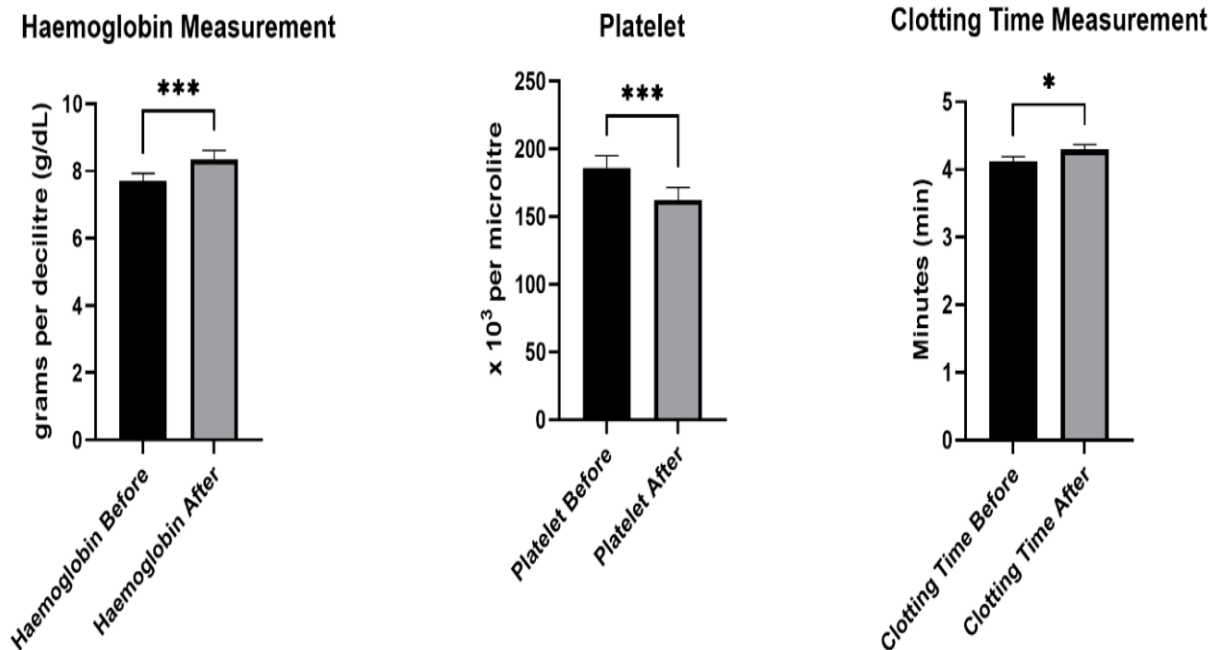 Haemoglobin Measurement
***
grams per decilitre (g/dL)
10
8
6
4
2
0
Haemoglobin Before
Haemoglobin After
Platelet
***
x 10³ per microlitre
250
200
150
100
50
0
Platelet Before
Platelet After
Clotting Time Measurement
*
Minutes (min)
5
4
3
2
1
0
Clotting Time Before
Clotting Time After